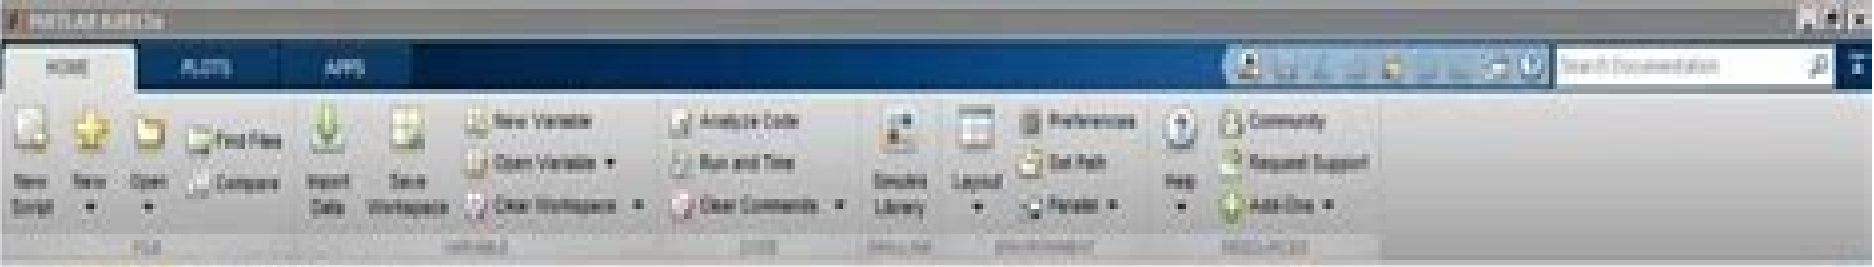 HOME PLOTS APPS Search Documentation
New Script
New
Open
Find Files
Compare
Import Data
Save Workspace
New Variable
Open Variable
Clear Workspace
Analyze Code
Run and Time
Clear Commands
Simulink Library
Layout
Preferences
Set Path
Parallel
Help
Community
Request Support
Add-Ons
FILE VARIABLE CODE SIMULINK ENVIRONMENT RESOURCES